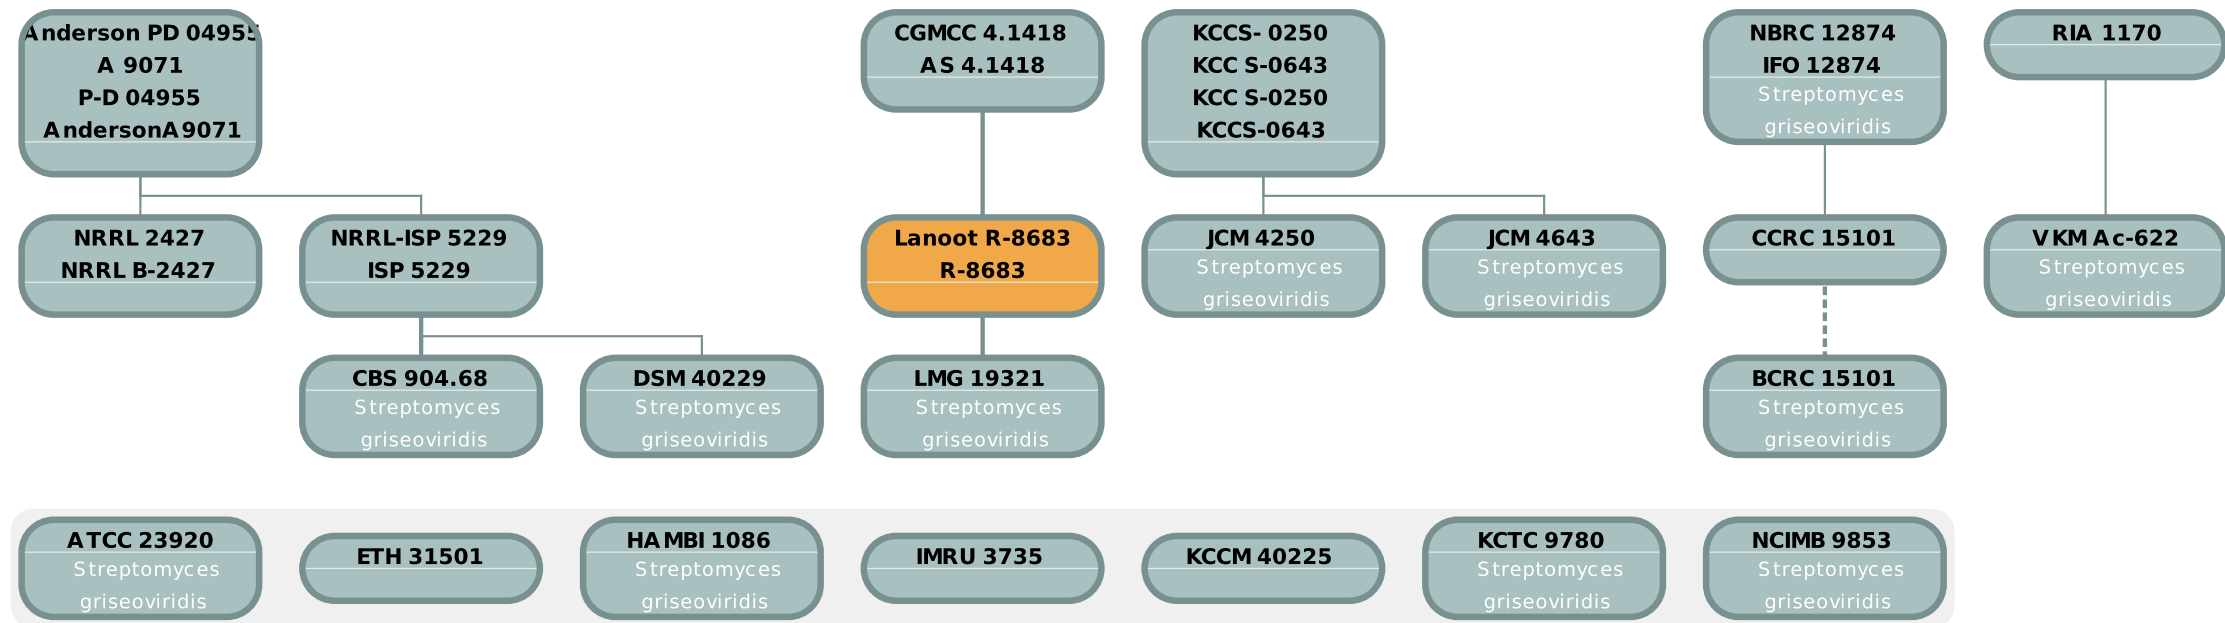 Anderson PD 04955
A 9071
P-D 04955
AndersonA9071
CGMCC 4.1418
AS 4.1418
KCCS- 0250
KCC S-0643
KCC S-0250
KCCS-0643
NBRC 12874
IFO 12874
Streptomyces
griseoviridis
RIA 1170
NRRL 2427
NRRL B-2427
NRRL-ISP 5229
ISP 5229
Lanoot R-8683
R-8683
JCM 4250
Streptomyces
griseoviridis
JCM 4643
Streptomyces
griseoviridis
CCRC 15101
VKM Ac-622
Streptomyces
griseoviridis
CBS 904.68
Streptomyces
griseoviridis
DSM 40229
Streptomyces
griseoviridis
LMG 19321
Streptomyces
griseoviridis
BCRC 15101
Streptomyces
griseoviridis
ATCC 23920
Streptomyces
griseoviridis
ETH 31501
HAMBI 1086
Streptomyces
griseoviridis
IMRU 3735
KCCM 40225
KCTC 9780
Streptomyces
griseoviridis
NCIMB 9853
Streptomyces
griseoviridis